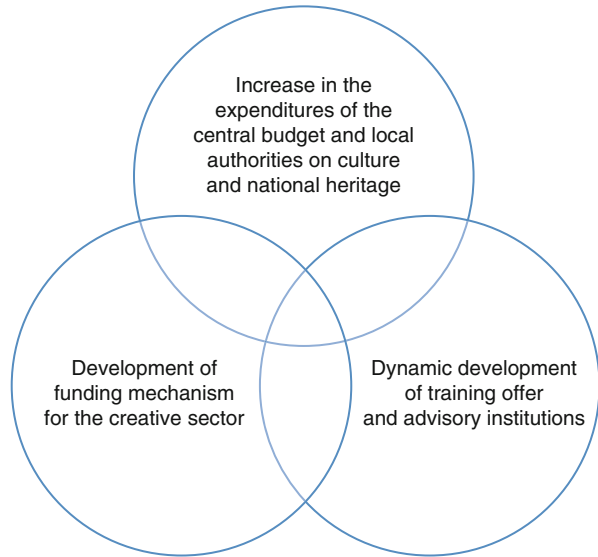 Increase in the
expenditures of the
central budget and local
authorities on culture
and national heritage
Development of
funding mechanism
for the creative sector
Dynamic development
of training offer
and advisory institutions